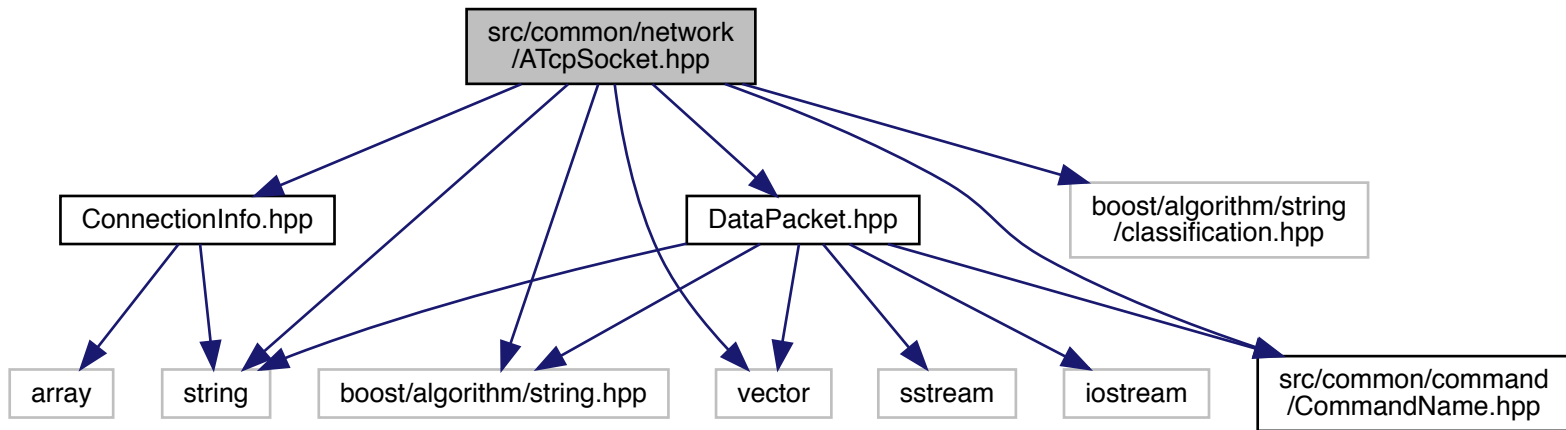 src/common/network
/ATcpSocket.hpp
ConnectionInfo.hpp
DataPacket.hpp
boost/algorithm/string
/classification.hpp
array
string
boost/algorithm/string.hpp
vector
sstream
iostream
src/common/command
/CommandName.hpp